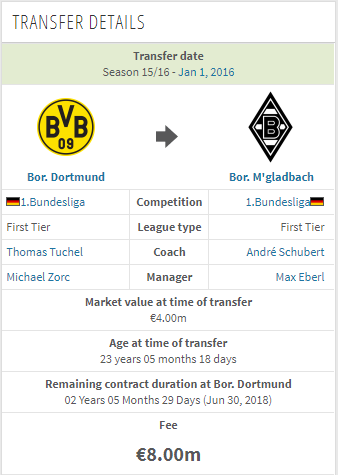 TRANSFER DETAILS
Transfer date
Season 15/16 - Jan 1, 2016
BVB
09
B
Bor. Dortmund
Bor. M'gladbach
1.Bundesliga Competition 1.Bundesliga
First Tier League type First Tier
Thomas Tuchel Coach André Schubert
Michael Zorc Manager Max Eberl
Market value at time of transfer
€4.00m
Age at time of transfer
23 years 05 months 18 days
Remaining contract duration at Bor. Dortmund
02 Years 05 Months 29 Days (Jun 30, 2018)
Fee
€8.00m